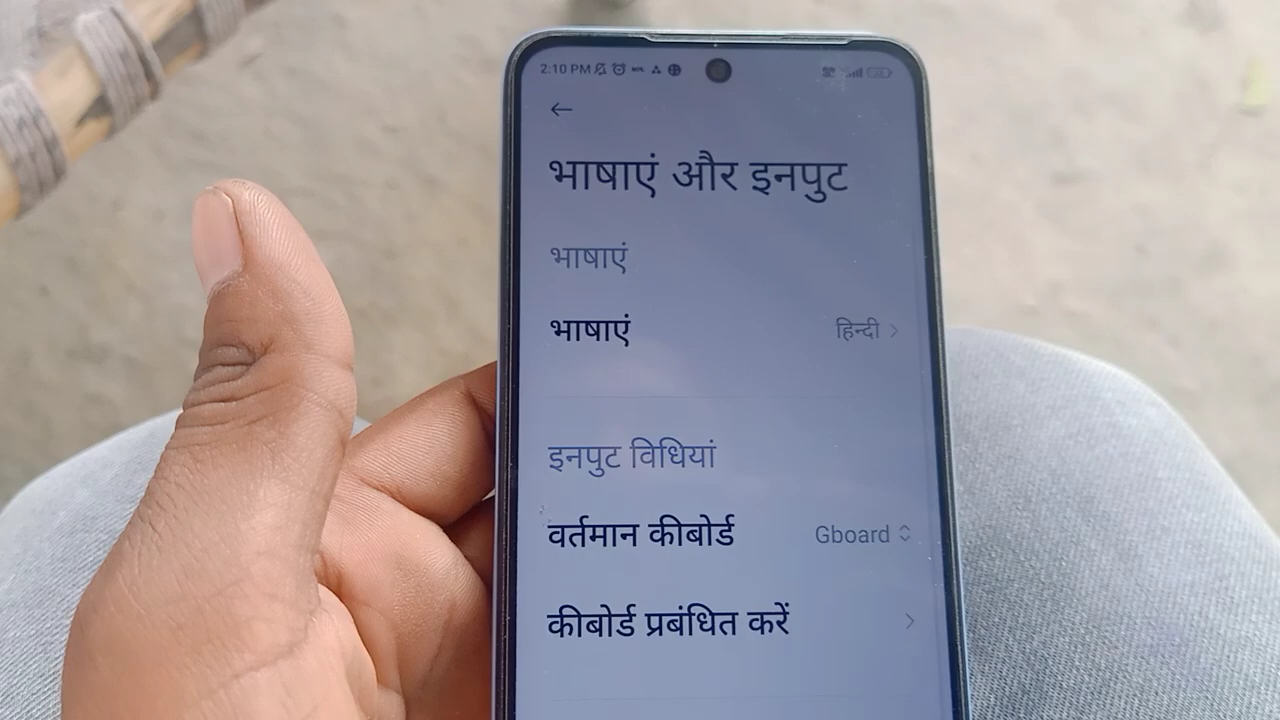 2:10 PM
भाषाएं और इनपुट
भाषाएं
भाषाएं हिन्दी
इनपुट विधियां
वर्तमान कीबोर्ड Gboard
कीबोर्ड प्रबंधित करें